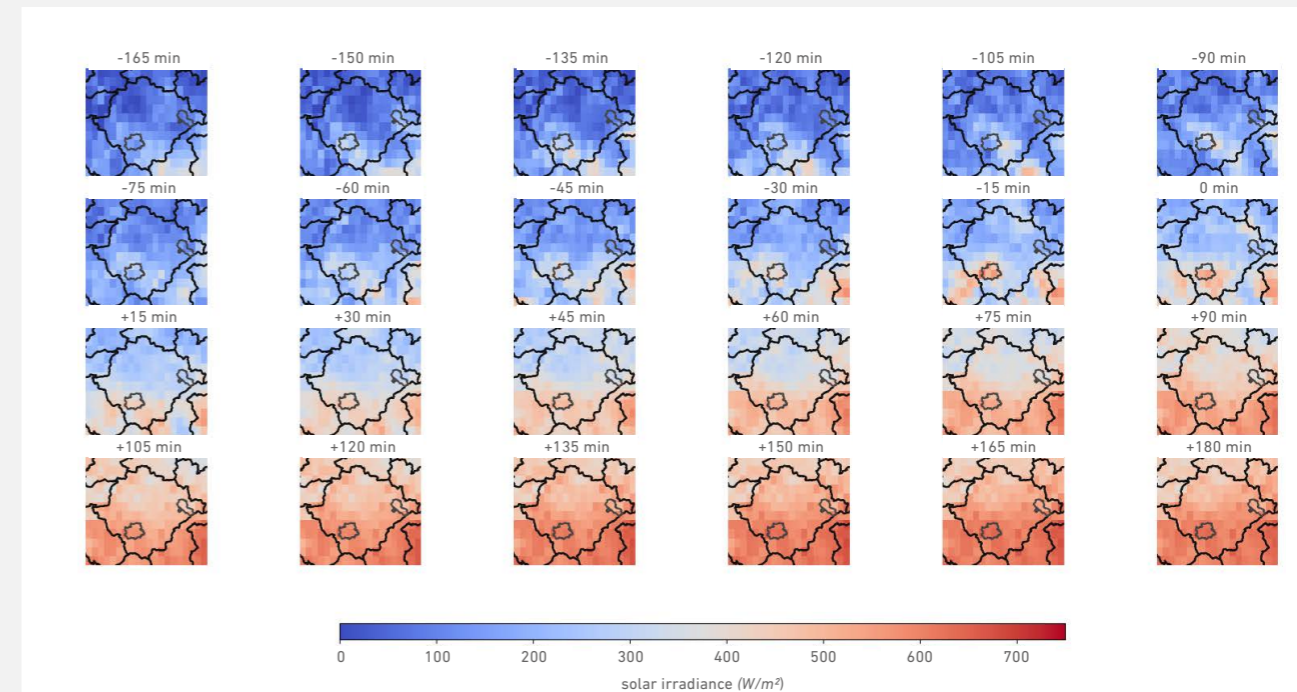 -165 min -150 min -135 min -120 min -105 min -90 min
-75 min -60 min -45 min -30 min -15 min 0 min
+15 min +30 min +45 min +60 min +75 min +90 min
+105 min +120 min +135 min +150 min +165 min +180 min
0 100 200 300 400 500 600 700
solar irradiance (W/m²)